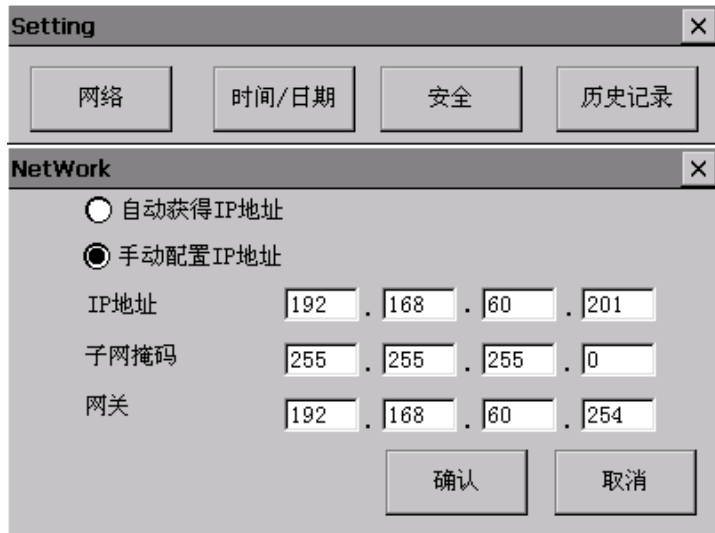 Setting
网络 时间/日期 安全 历史记录
NetWork
自动获得IP地址
手动配置IP地址
IP地址 192 . 168 . 60 . 201
子网掩码 255 . 255 . 255 . 0
网关 192 . 168 . 60 . 254
确认 取消